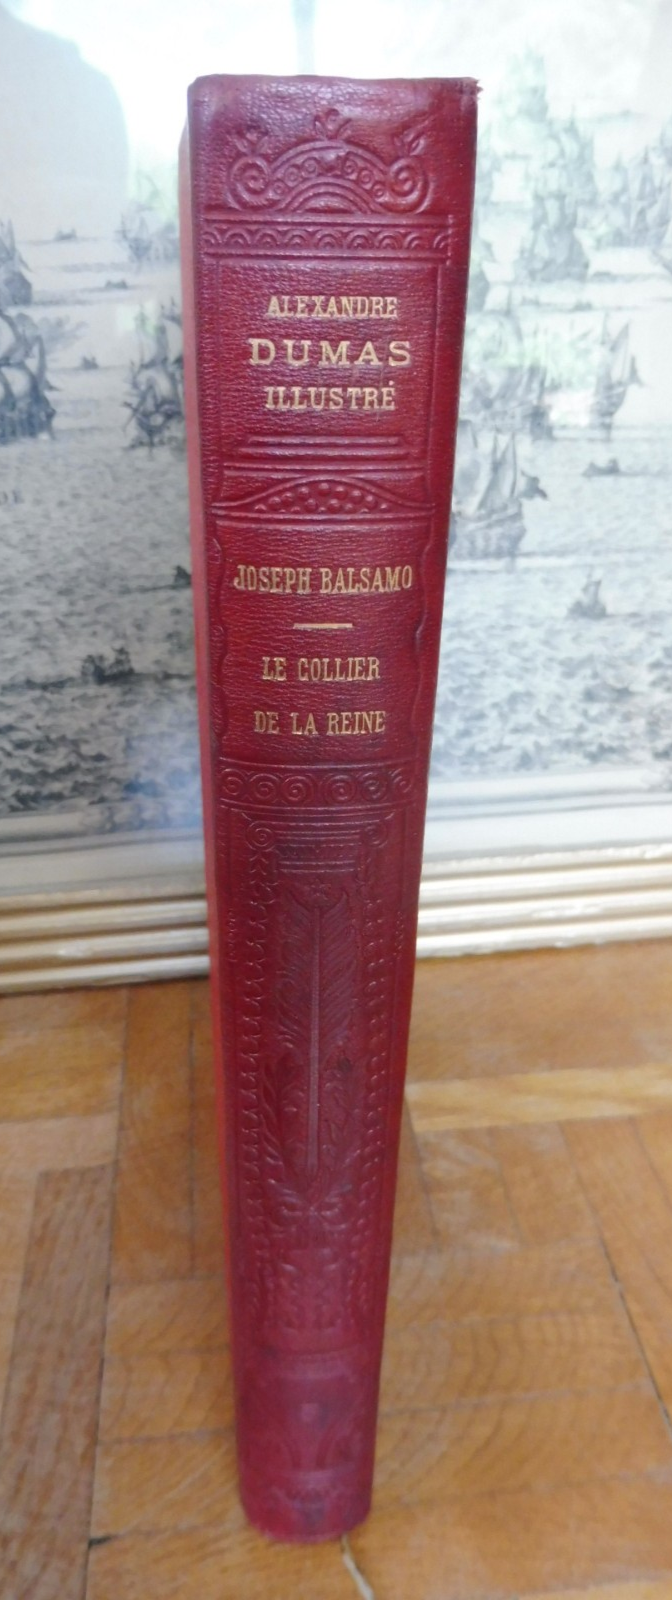 ALEXANDRE
DUMAS
ILLUSTRÉ
JOSEPH BALSAMO
LE COLLIER
DE LA REINE